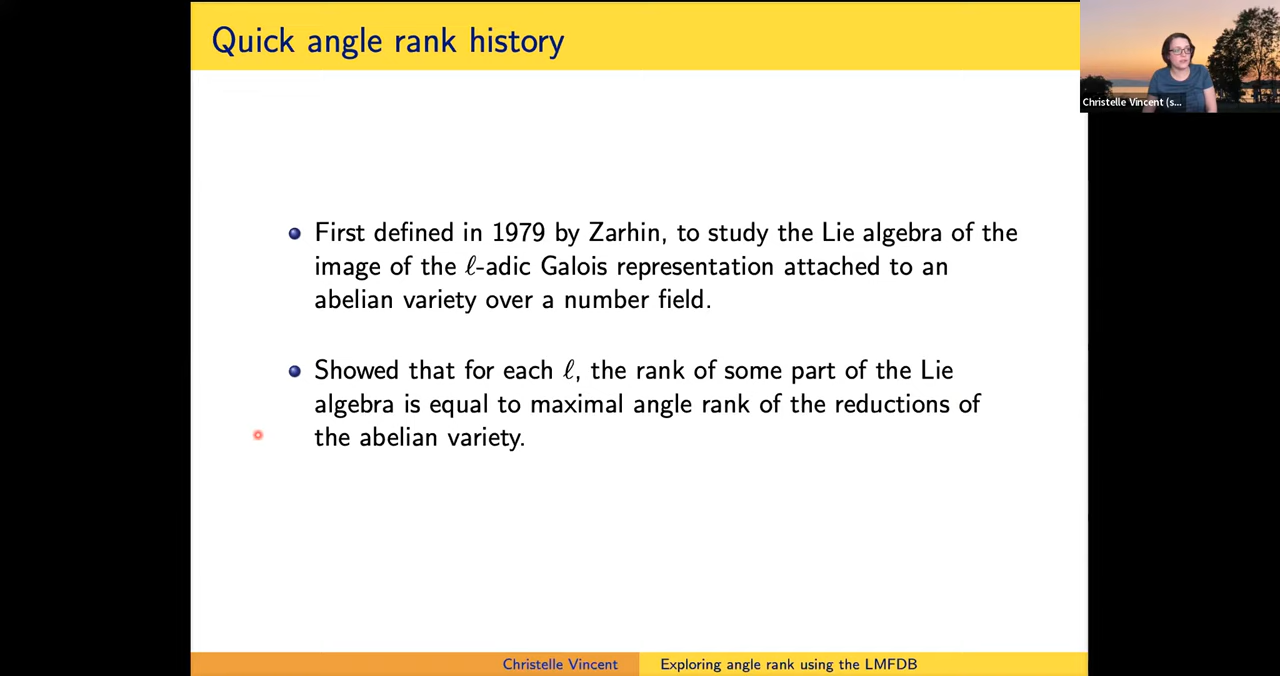 Quick angle rank history
Christelle Vincent (s...
First defined in 1979 by Zarhin, to study the Lie algebra of the
image of the ℓ-adic Galois representation attached to an
abelian variety over a number field.
Showed that for each ℓ, the rank of some part of the Lie
algebra is equal to maximal angle rank of the reductions of
the abelian variety.
Christelle Vincent
Exploring angle rank using the LMFDB